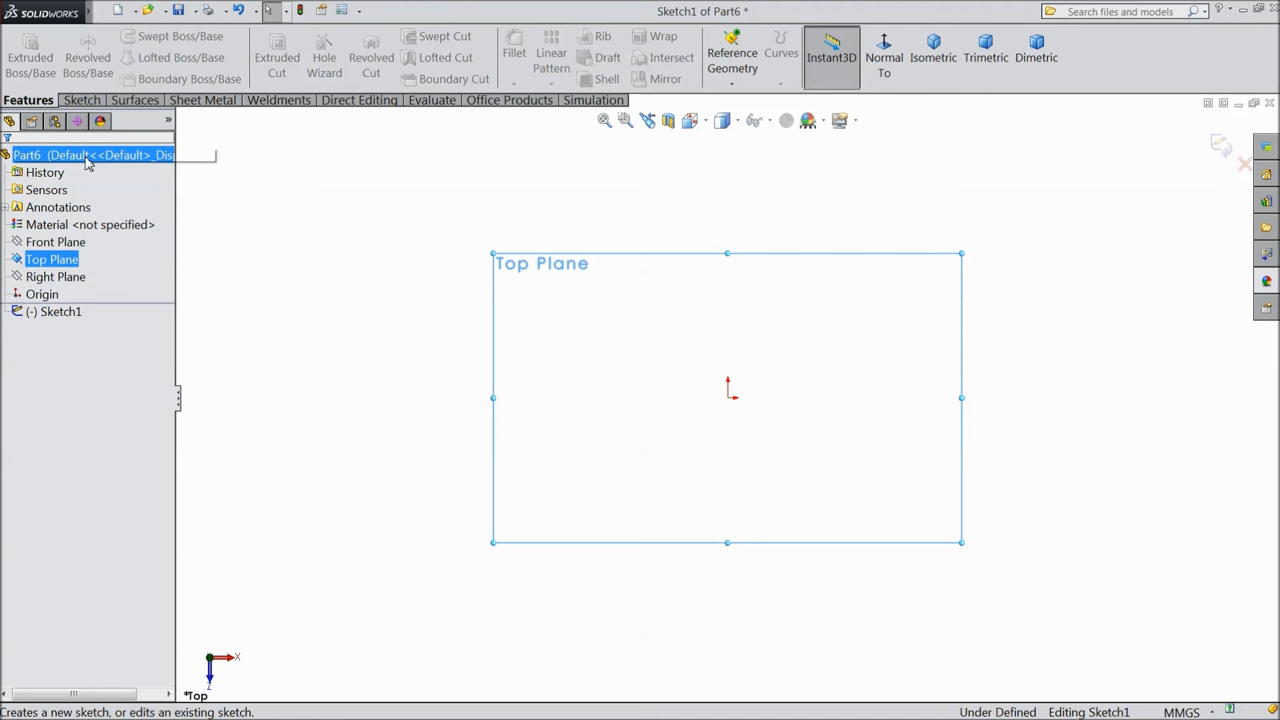 SOLIDWORKS
Sketch1 of Part6 *
Search files and models
Extruded Boss/Base
Revolved Boss/Base
Swept Boss/Base
Lofted Boss/Base
Boundary Boss/Base
Extruded Cut
Hole Wizard
Revolved Cut
Swept Cut
Lofted Cut
Boundary Cut
Fillet
Linear Pattern
Rib
Draft
Shell
Wrap
Intersect
Mirror
Reference Geometry
Curves
Instant3D
Normal To
Isometric
Trimetric
Dimetric
Features
Sketch
Surfaces
Sheet Metal
Weldments
Direct Editing
Evaluate
Office Products
Simulation
Part6 (Default<<Default>_Disp
History
Sensors
Annotations
Material <not specified>
Front Plane
Top Plane
Right Plane
Origin
(-) Sketch1
Top Plane
X
Z
*Top
Creates a new sketch, or edits an existing sketch.
Under Defined
Editing Sketch1
MMGS